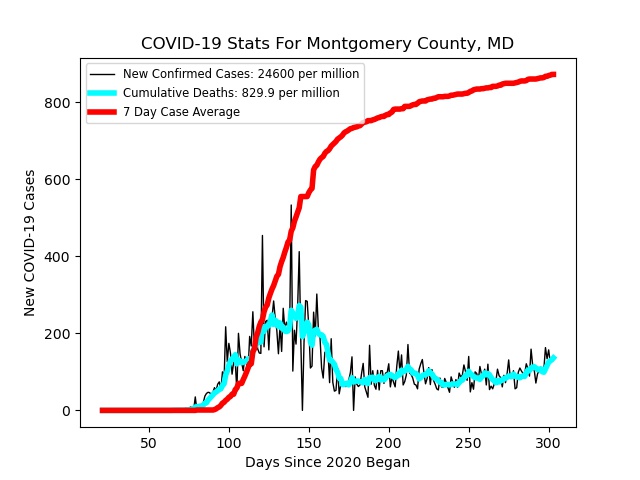 COVID-19 Stats For Montgomery County, MD
New Confirmed Cases: 24600 per million
Cumulative Deaths: 829.9 per million
7 Day Case Average
New COVID-19 Cases
800
600
400
200
0
50 100 150 200 250 300
Days Since 2020 Began